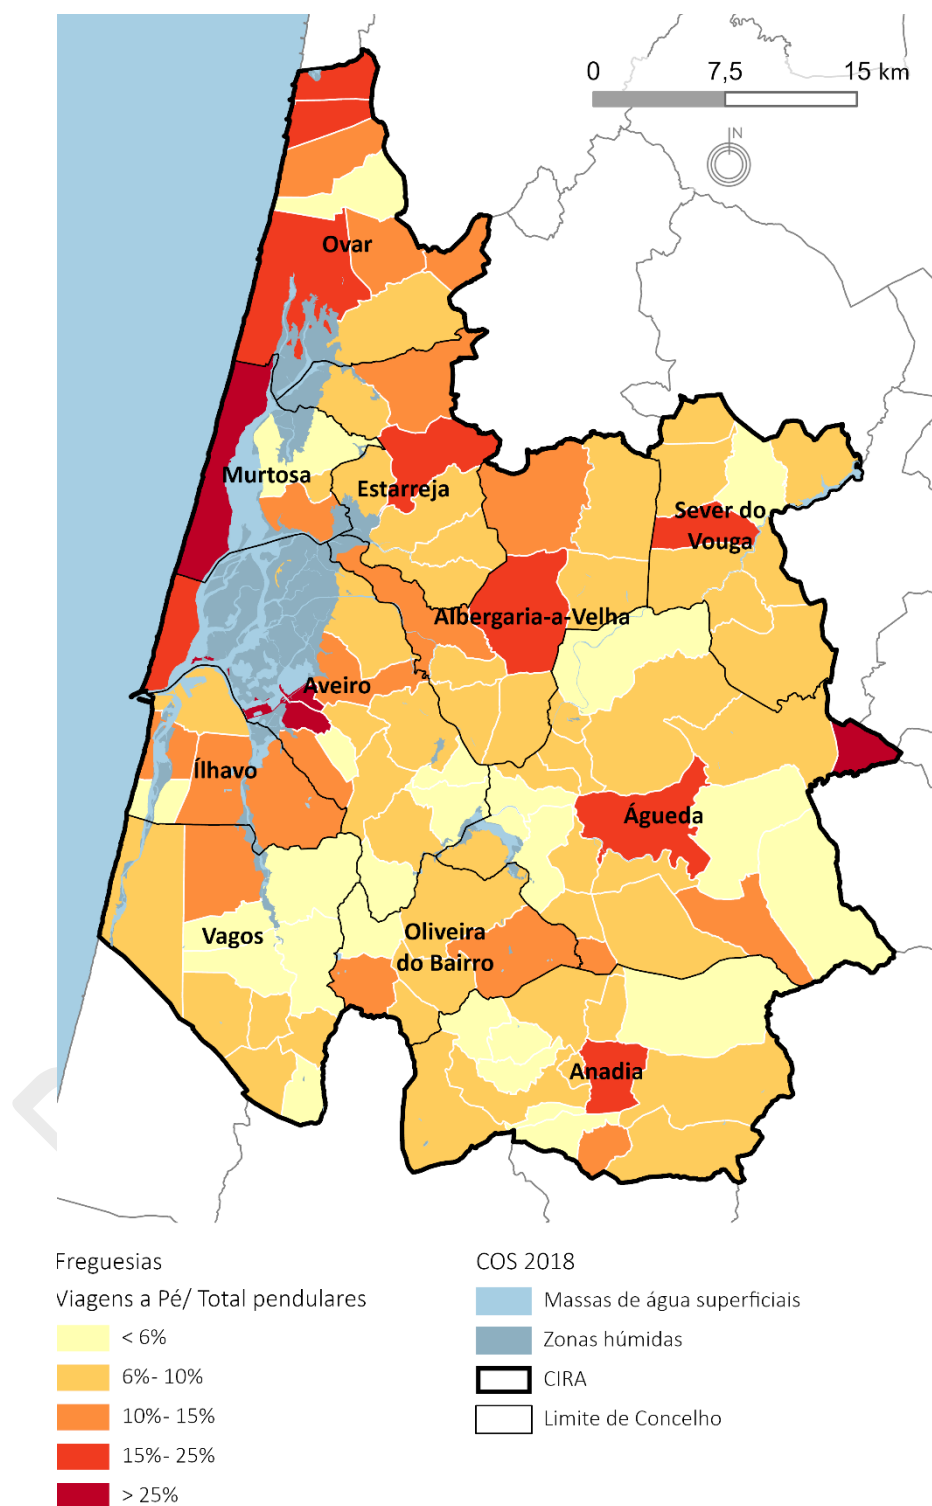 0 7,5 15 km
N
Ovar
Murtosa
Estarreja
Sever do
Vouga
Albergaria-a-Velha
Aveiro
Ílhavo
Águeda
Vagos
Oliveira
do Bairro
Anadia
Freguesias
Viagens a Pé/ Total pendulares
< 6%
6%- 10%
10%- 15%
15%- 25%
> 25%
COS 2018
Massas de água superficiais
Zonas húmidas
CIRA
Limite de Concelho